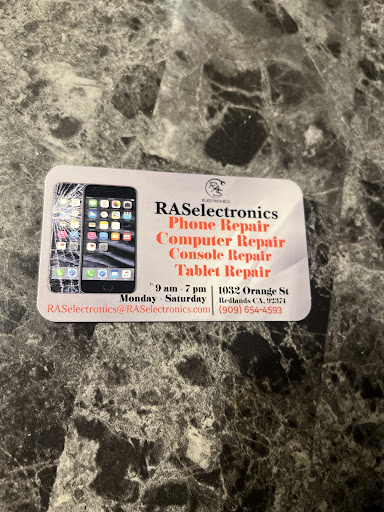 ELECTRONICS
RASelectronics
Phone Repair
Computer Repair
Console Repair
Tablet Repair
9 am - 7 pm
Monday - Saturday
RASelectronics@RASelectronics.com
1032 Orange St
Redlands CA, 92374
(909) 654-4593